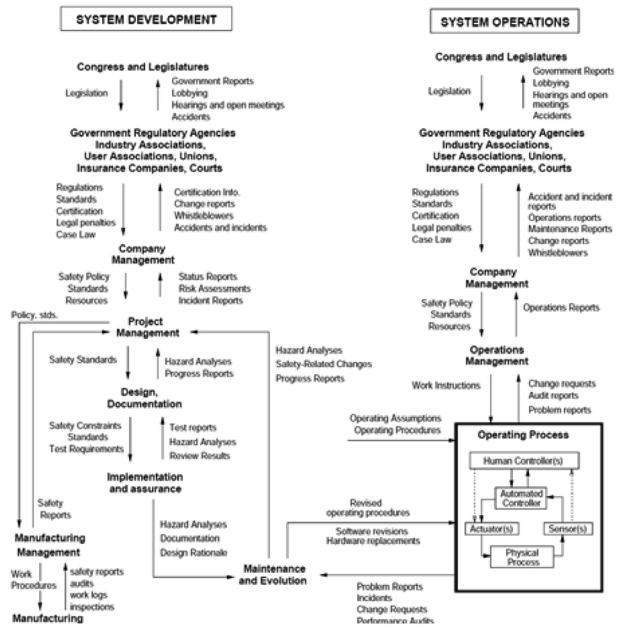 SYSTEM DEVELOPMENT
Congress and Legislatures
Legislation
Government Reports
Lobbying
Hearings and open meetings
Accidents
Government Regulatory Agencies
Industry Associations,
User Associations, Unions,
Insurance Companies, Courts
Regulations
Standards
Certification
Legal penalties
Case Law
Certification Info.
Change reports
Whistleblowers
Accidents and incidents
Company
Management
Safety Policy
Standards
Resources
Status Reports
Risk Assessments
Incident Reports
Policy, stds.
Project
Management
Safety Standards
Hazard Analyses
Progress Reports
Hazard Analyses
Safety-Related Changes
Progress Reports
Design,
Documentation
Safety Constraints
Standards
Test Requirements
Test reports
Hazard Analyses
Review Results
Implementation
and assurance
Safety
Reports
Hazard Analyses
Documentation
Design Rationale
Manufacturing
Management
Work
Procedures
safety reports
audits
work logs
inspections
Manufacturing
Maintenance
and Evolution
SYSTEM OPERATIONS
Congress and Legislatures
Legislation
Government Reports
Lobbying
Hearings and open
meetings
Accidents
Government Regulatory Agencies
Industry Associations,
User Associations, Unions,
Insurance Companies, Courts
Regulations
Standards
Certification
Legal penalties
Case Law
Accident and incident
reports
Operations reports
Maintenance Reports
Change reports
Whistleblowers
Company
Management
Safety Policy
Standards
Resources
Operations Reports
Operations
Management
Work Instructions
Change requests
Audit reports
Problem reports
Operating Assumptions
Operating Procedures
Operating Process
Human Controller(s)
Automated
Controller
Actuator(s)
Sensor(s)
Physical
Process
Revised
operating procedures
Software revisions
Hardware replacements
Problem Reports
Incidents
Change Requests
Performance Audits